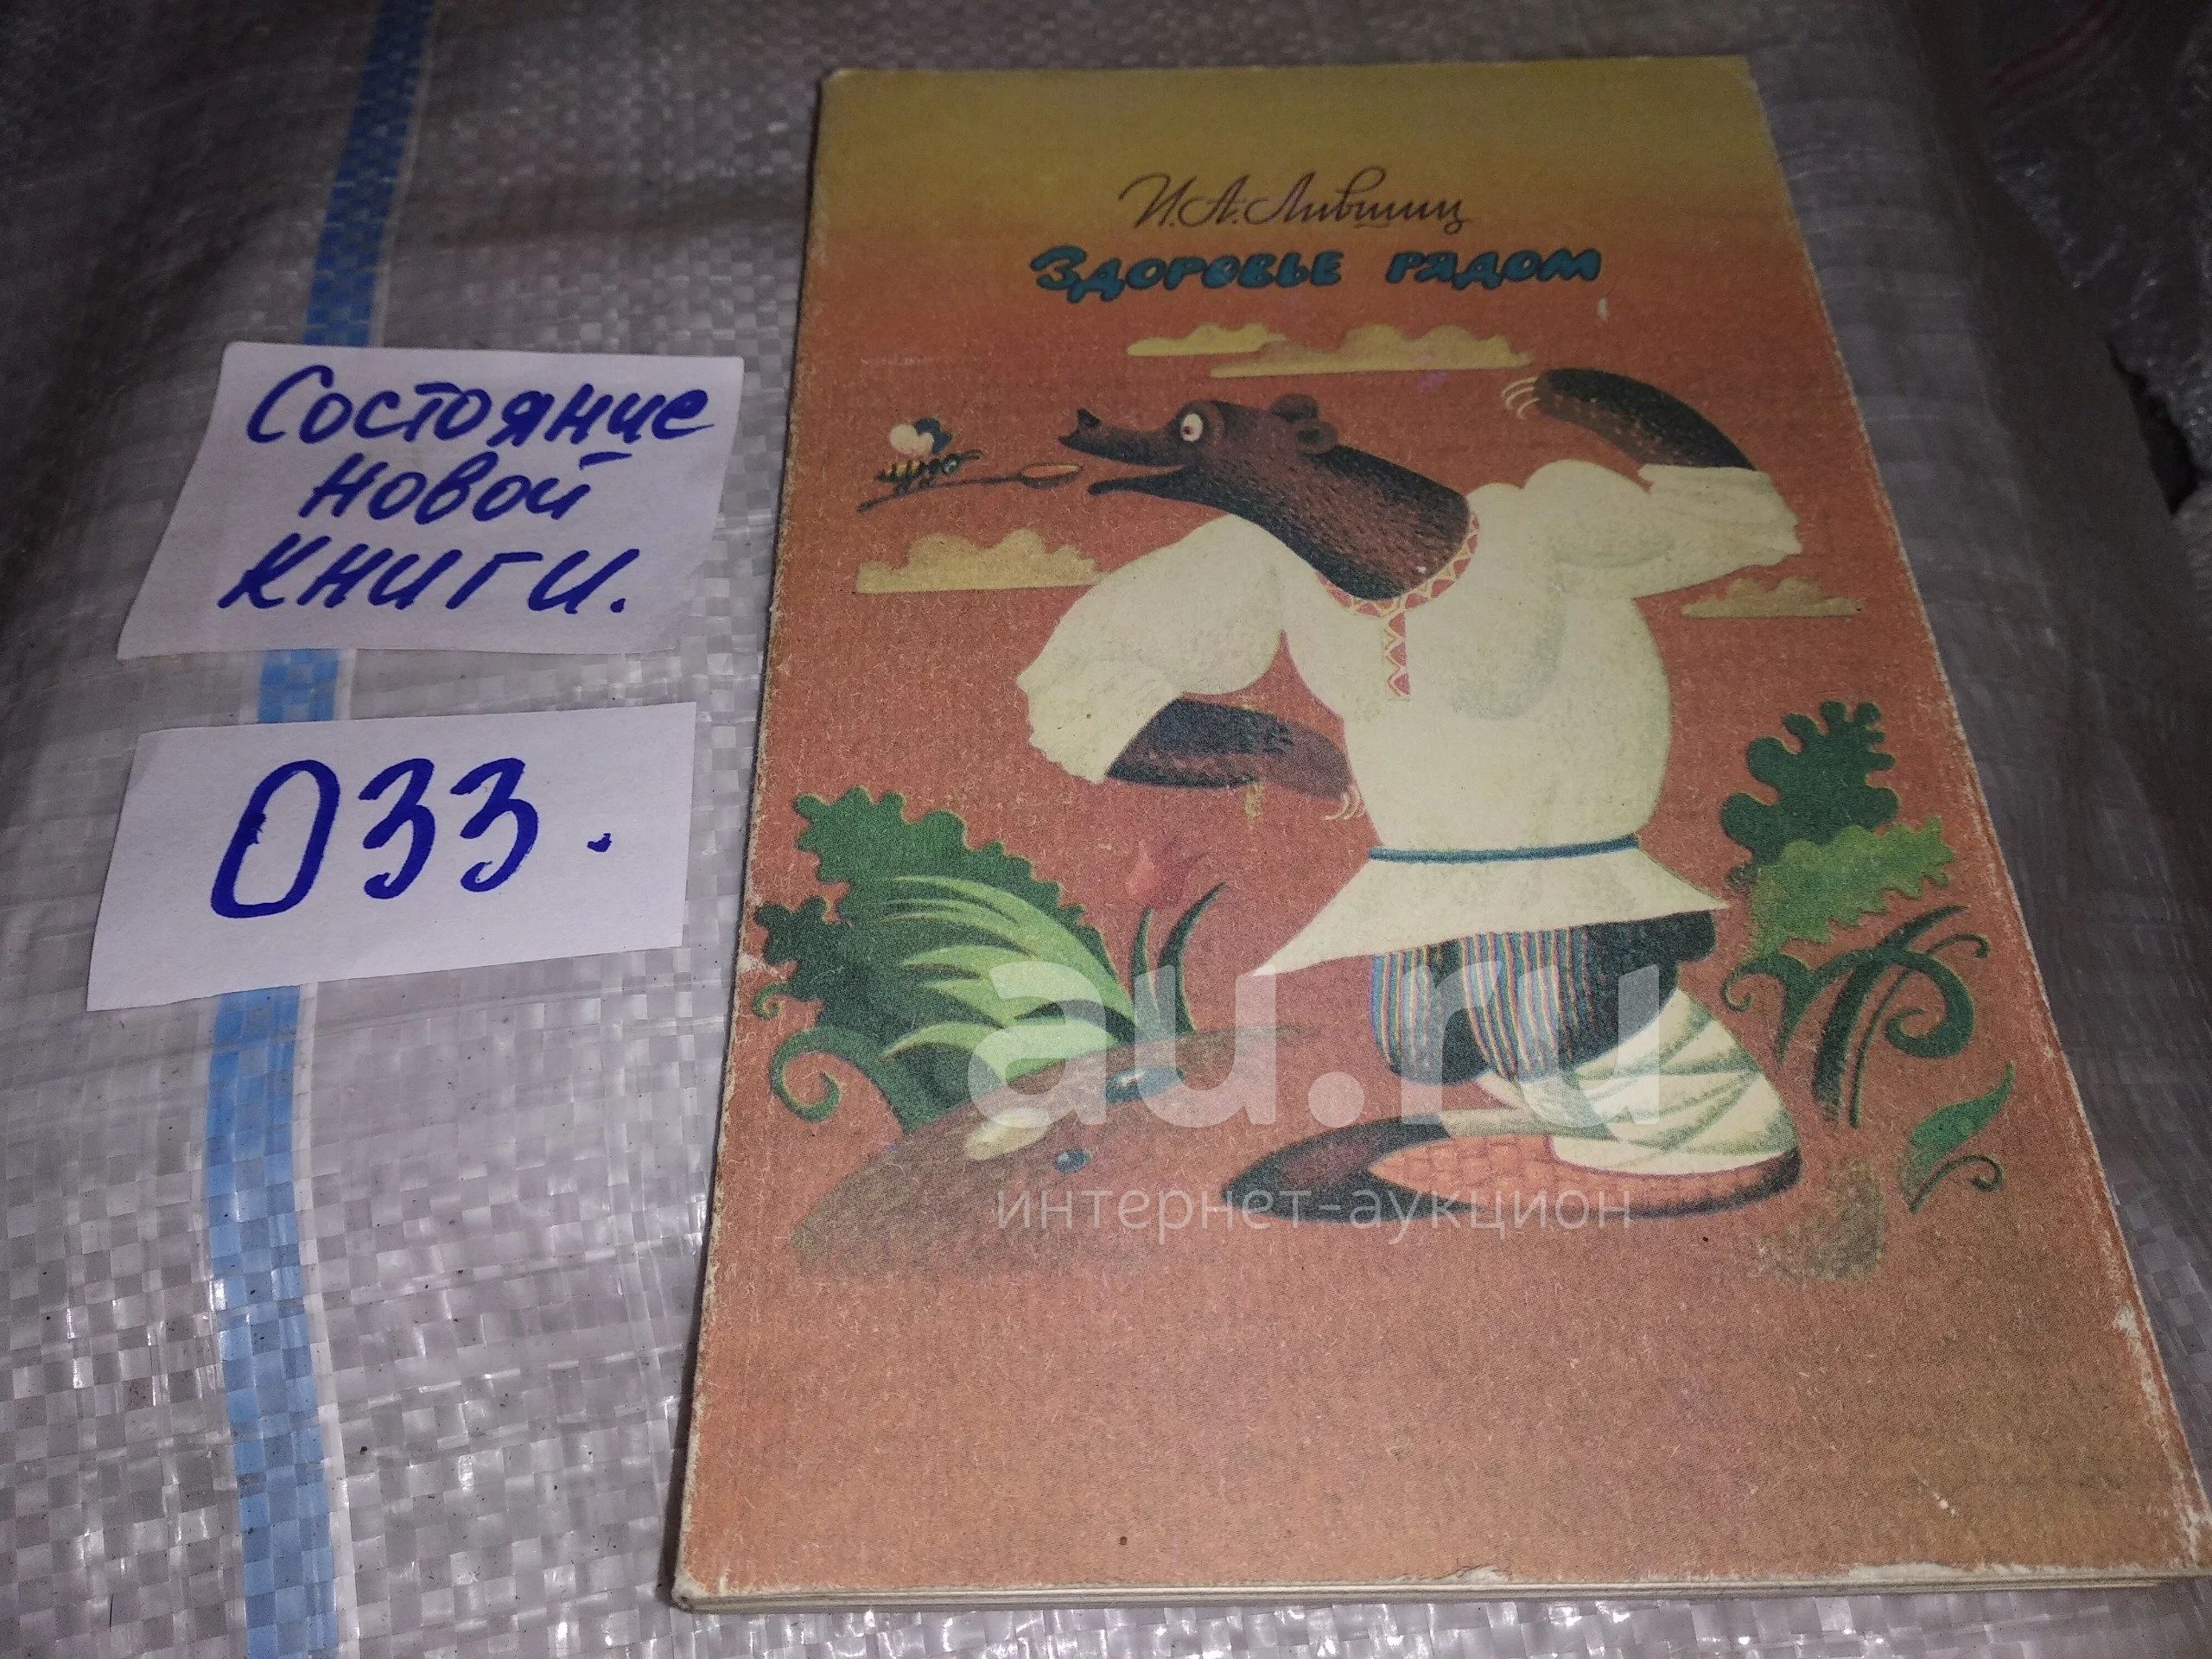 И.А.Лившиц
Здоровье рядом
Состояние
новой
книги.
033.
au.ru
интернет-аукцион